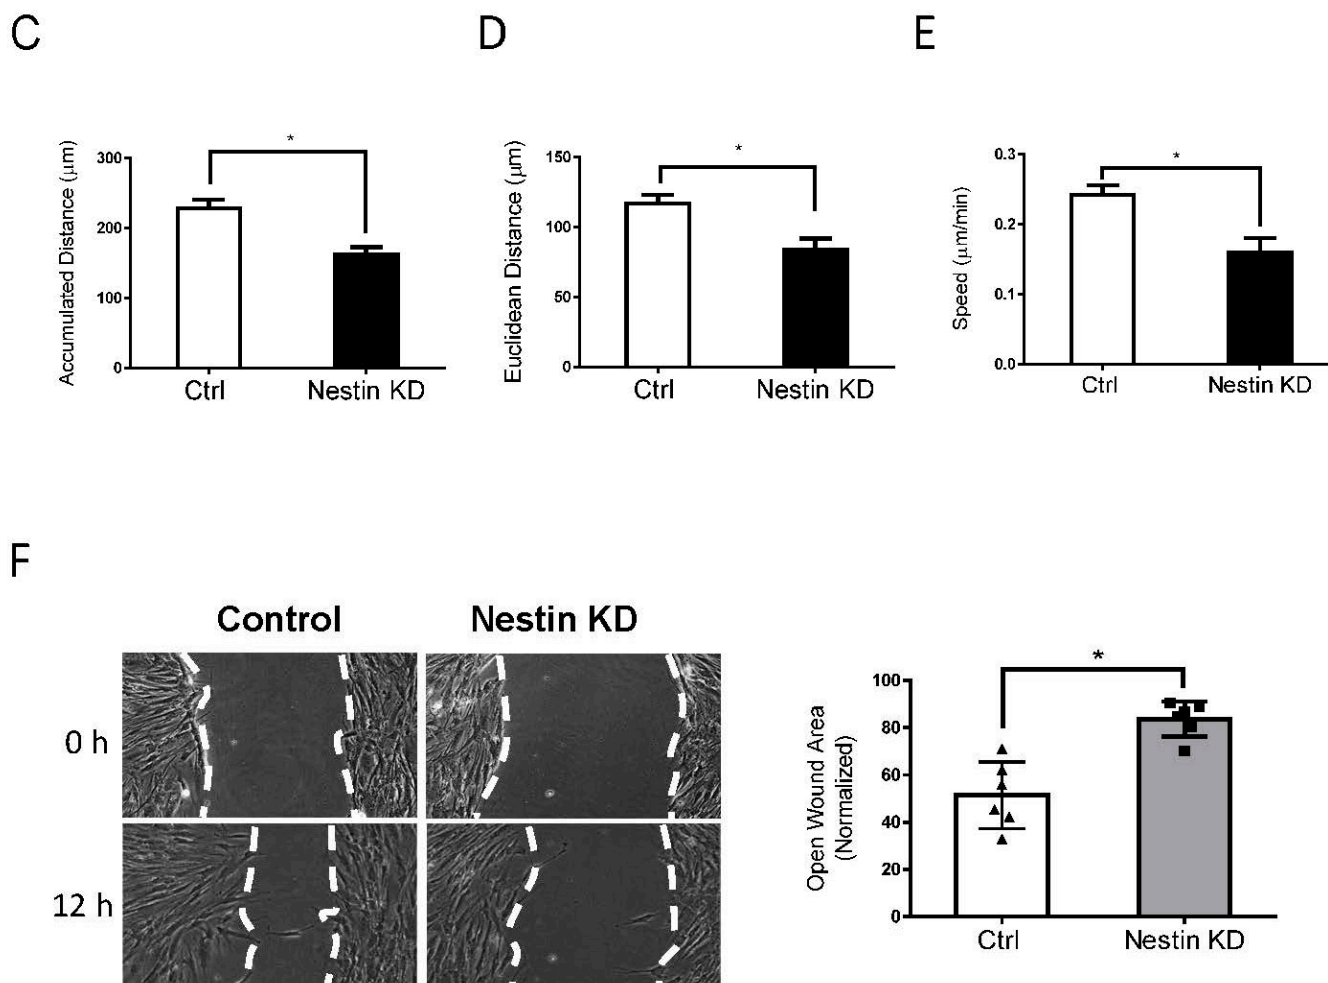 C
D
E
Accumulated Distance (μm)
300
200
100
0
*
Ctrl
Nestin KD
Euclidean Distance (μm)
150
100
50
0
*
Ctrl
Nestin KD
Speed (μm/min)
0.3
0.2
0.1
0.0
*
Ctrl
Nestin KD
F
Control
Nestin KD
0 h
12 h
Open Wound Area
(Normalized)
100
80
60
40
20
0
*
Ctrl
Nestin KD